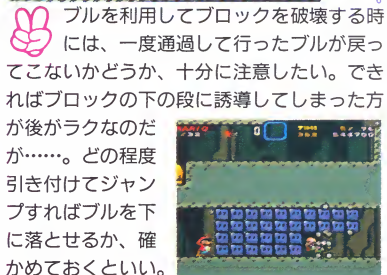 ブルを利用してブロックを破壊する時
には、一度通過して行ったブルが戻っ
てこないかどうか、十分に注意したい。でき
ればブロックの下の段に誘導してしまった方
が後がラクなのだ
が……。どの程度
引き付けてジャン
プすればブルを下
に落とせるか、確
かめておくといい。
MARIO
TIME